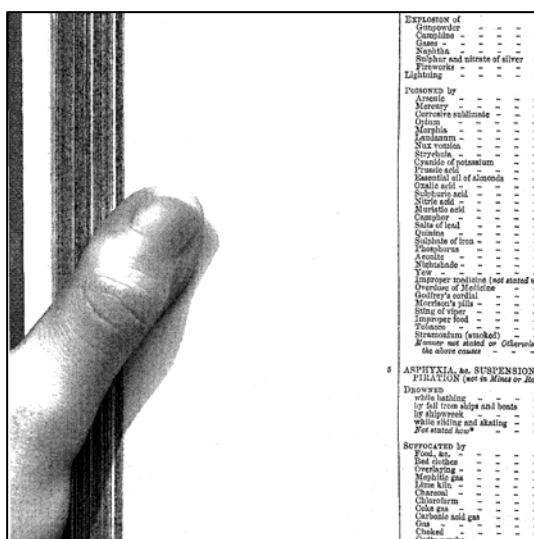 EXPLOSION of
Gunpowder - - - -
Camphine - - - -
Gases - - - - -
Naphtha - - - -
Sulphur and nitrate of silver -
Fireworks - - - -
Lightning - - - -
POISONED by
Arsenic - - - -
Mercury - - - -
Corrosive sublimate - - -
Opium - - - -
Morphia - - - -
Laudanum - - - -
Nux vomica - - - -
Strychnia - - - -
Cyanide of potassium - -
Prussic acid - - - -
Essential oil of almonds - -
Oxalic acid - - - -
Sulphuric acid - - - -
Nitric acid - - - -
Muriatic acid - - - -
Camphor - - - -
Salts of lead - - - -
Quinine - - - -
Sulphate of iron - - - -
Phosphorus - - - -
Aconite - - - -
Nightshade - - - -
Yew - - - - -
Improper medicine (not stated
Overdose of Medicine -
Godfrey's cordial - - -
Morrison's pills - - - -
Sting of viper - - - -
Improper food - - - -
Tobacco - - - -
Stramonium (smoked) - -
Manner not stated or Otherwis
the above causes - - -
5 ASPHYXIA, &c. SUSPENSION
PIRATION (not in Mines or
DROWNED
while bathing - - -
by fall from ships and boats
by shipwreck - - -
while sliding and skating -
Not stated how* - -
SUFFOCATED by
Food, &c. - - - -
Bed clothes - - - -
Overlaying - - - -
Mephitic gas - - - -
Lime kiln - - - -
Charcoal - - - -
Chloroform - - - -
Coke gas - - - -
Carbonic acid gas - - -
Gas - - - - -
Choked - - - -